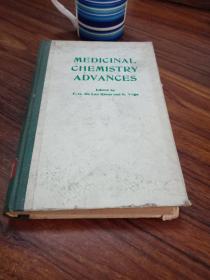 MEDICINAL
CHEMISTRY
ADVANCES
Edited by
F. G. De Las Heras and S. Vega